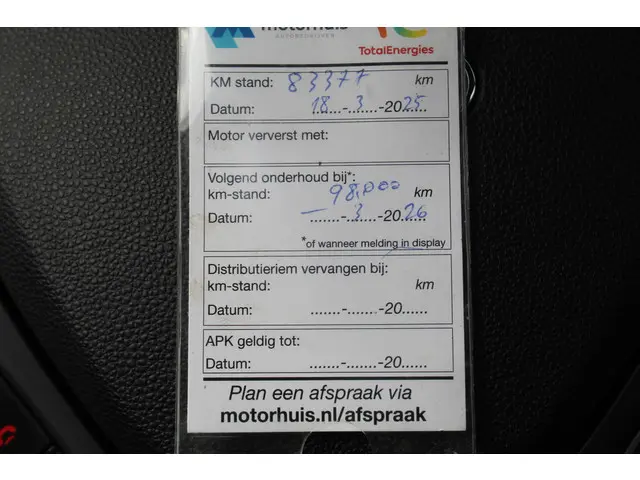 motorhuis
AUTOBEDRIJVEN
TotalEnergies
KM stand: 83377 km
Datum: 18-3-2025
Motor ververst met:
Volgend onderhoud bij*:
km-stand: 98.000 km
Datum: — -3-2026
*of wanneer melding in display
Distributieriem vervangen bij:
km-stand: km
Datum: .......-.......-20......
APK geldig tot:
Datum: .......-.......-20......
Plan een afspraak via
motorhuis.nl/afspraak